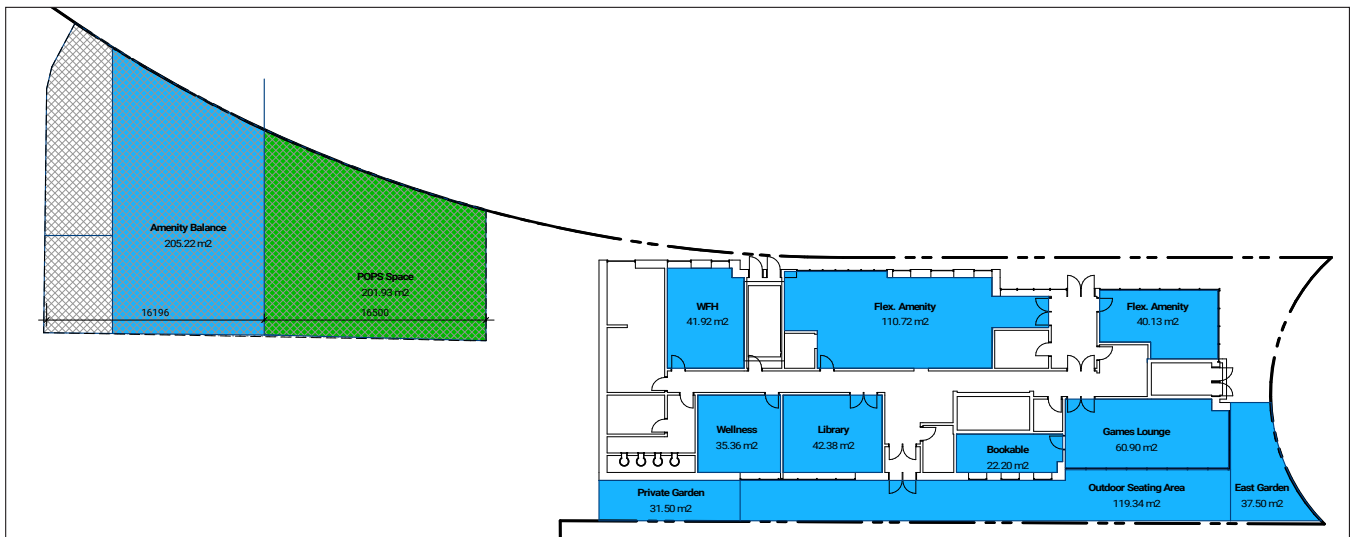 Amenity Balance
205.22 m2
POPS Space
201.93 m2
16196
16500
WFH
41.92 m2
Flex. Amenity
110.72 m2
Flex. Amenity
40.13 m2
Wellness
35.36 m2
Library
42.38 m2
Bookable
22.20 m2
Games Lounge
60.90 m2
Private Garden
31.50 m2
Outdoor Seating Area
119.34 m2
East Garden
37.50 m2